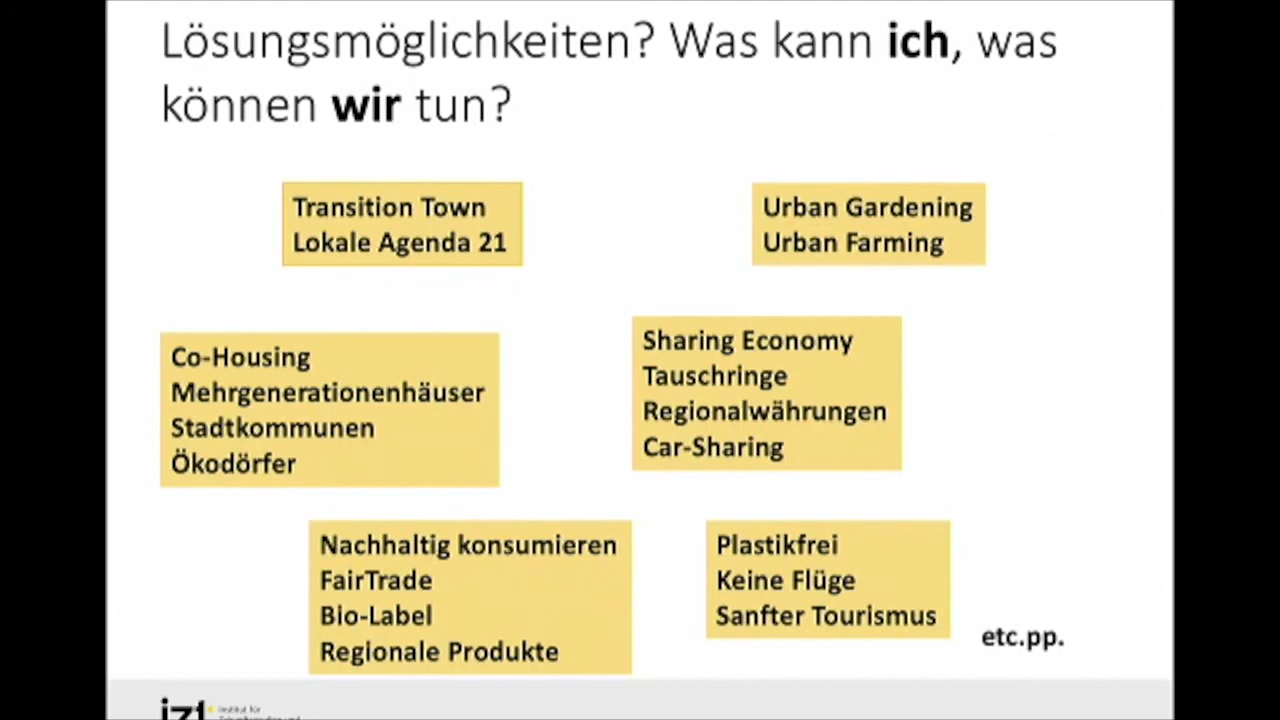 Lösungsmöglichkeiten? Was kann ich, was
können wir tun?
Transition Town
Lokale Agenda 21
Urban Gardening
Urban Farming
Co-Housing
Mehrgenerationenhäuser
Stadtkommunen
Ökodörfer
Sharing Economy
Tauschringe
Regionalwährungen
Car-Sharing
Nachhaltig konsumieren
FairTrade
Bio-Label
Regionale Produkte
Plastikfrei
Keine Flüge
Sanfter Tourismus
etc.pp.
izt
Institut für